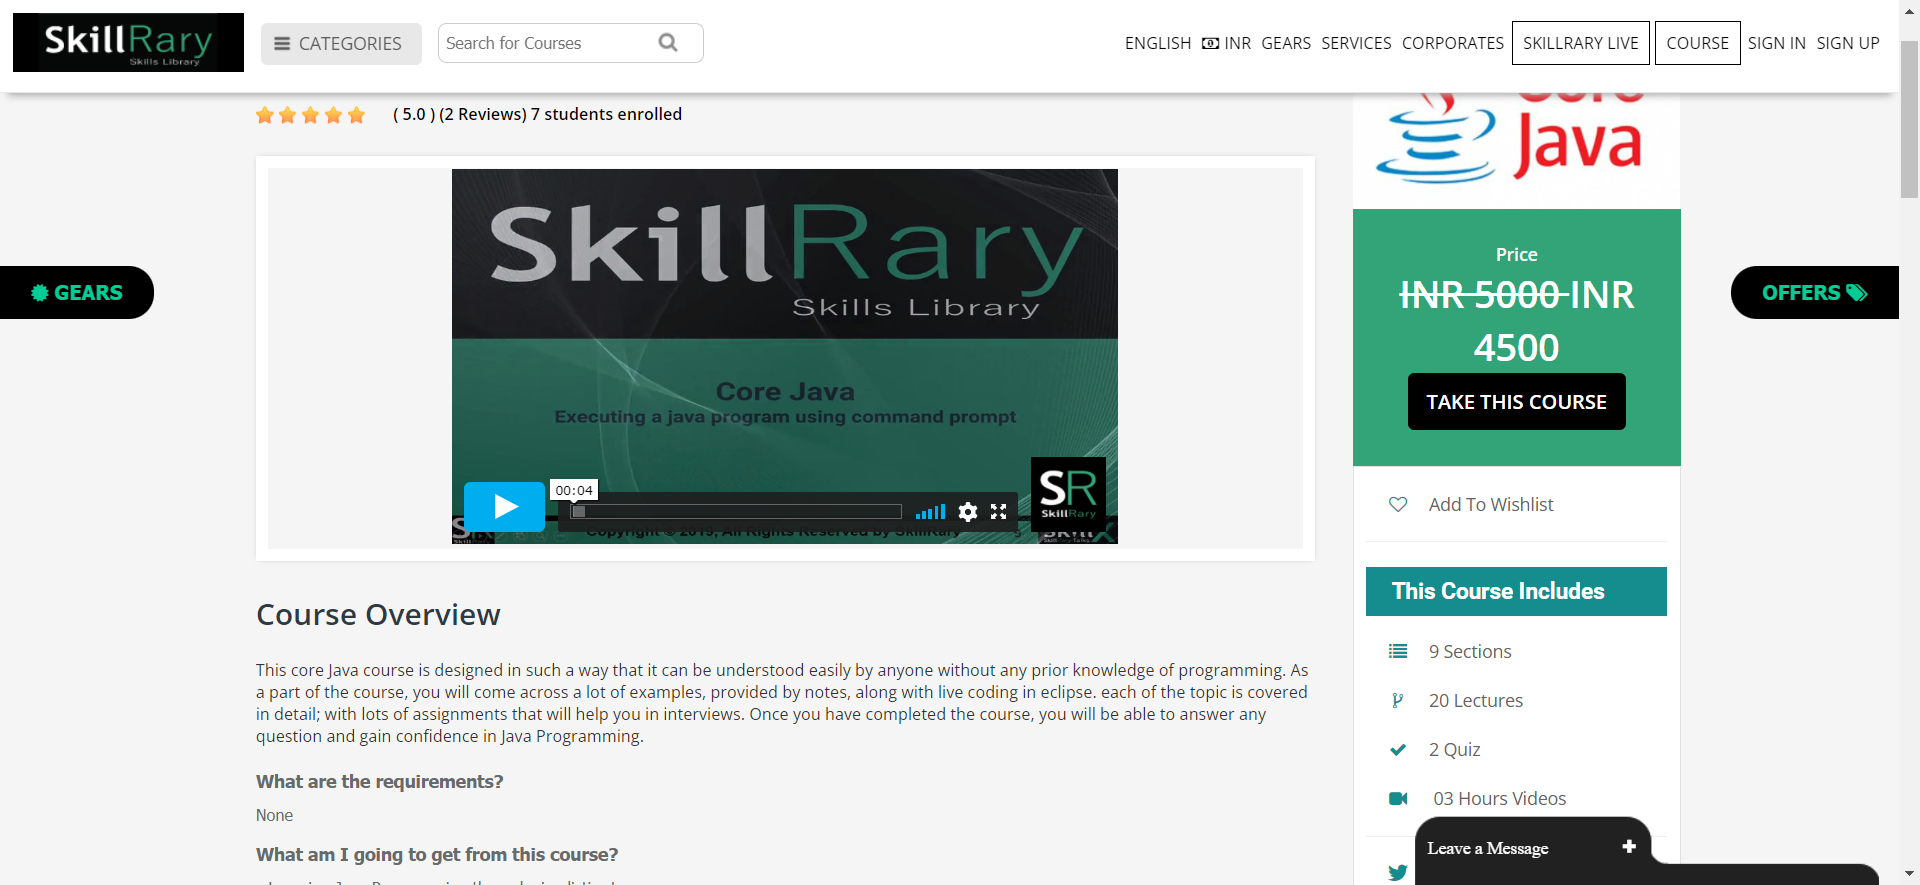 SkillRary
Skills Library
CATEGORIES
Search for Courses
ENGLISH INR GEARS SERVICES CORPORATES SKILLRARY LIVE COURSE SIGN IN SIGN UP
( 5.0 ) (2 Reviews) 7 students enrolled
Core
Java
SkillRary
Skills Library
Core Java
Executing a java program using command prompt
00:04
SR
SkillRary
Copyright © 2019, All Rights Reserved by SkillRary
GEARS
OFFERS
Price
INR 5000 INR
4500
TAKE THIS COURSE
Add To Wishlist
This Course Includes
9 Sections
20 Lectures
2 Quiz
03 Hours Videos
Leave a Message
Course Overview
This core Java course is designed in such a way that it can be understood easily by anyone without any prior knowledge of programming. As
a part of the course, you will come across a lot of examples, provided by notes, along with live coding in eclipse. each of the topic is covered
in detail; with lots of assignments that will help you in interviews. Once you have completed the course, you will be able to answer any
question and gain confidence in Java Programming.
What are the requirements?
None
What am I going to get from this course?